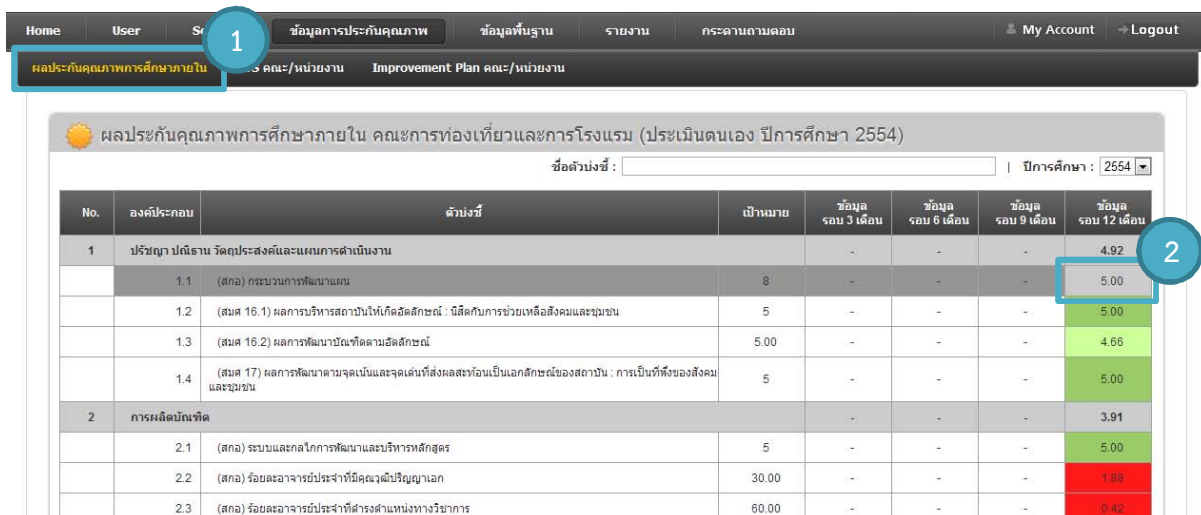 Home User ข้อมูลการประกันคุณภาพ ข้อมูลพื้นฐาน รายงาน กระดานถามตอบ My Account Logout
1
ผลประกันคุณภาพการศึกษาภายใน คณะ/หน่วยงาน Improvement Plan คณะ/หน่วยงาน
ผลประกันคุณภาพการศึกษาภายใน คณะการท่องเที่ยวและการโรงแรม (ประเมินตนเอง ปีการศึกษา 2554)
ชื่อตัวบ่งชี้ : | ปีการศึกษา : 2554
No. องค์ประกอบ ตัวบ่งชี้ เป้าหมาย ข้อมูล รอบ 3 เดือน ข้อมูล รอบ 6 เดือน ข้อมูล รอบ 9 เดือน ข้อมูล รอบ 12 เดือน
1 ปรัชญา ปณิธาน วัตถุประสงค์และแผนการดำเนินงาน - - - 4.92
2
1.1 (สกอ) กระบวนการพัฒนาแผน 8 - - - 5.00
1.2 (สมศ 16.1) ผลการบริหารสถาบันให้เกิดอัตลักษณ์ : นิสิตกับการช่วยเหลือสังคมและชุมชน 5 - - - 5.00
1.3 (สมศ 16.2) ผลการพัฒนาบัณฑิตตามอัตลักษณ์ 5.00 - - - 4.66
1.4 (สมศ 17) ผลการพัฒนาตามจุดเน้นและจุดเด่นที่ส่งผลสะท้อนเป็นเอกลักษณ์ของสถาบัน : การเป็นที่พึ่งของสังคม
และชุมชน 5 - - - 5.00
2 การผลิตบัณฑิต - - - 3.91
2.1 (สกอ) ระบบและกลไกการพัฒนาและบริหารหลักสูตร 5 - - - 5.00
2.2 (สกอ) ร้อยละอาจารย์ประจำที่มีคุณวุฒิปริญญาเอก 30.00 - - - 1.88
2.3 (สกอ) ร้อยละอาจารย์ประจำที่ดำรงตำแหน่งทางวิชาการ 60.00 - - - 0.42